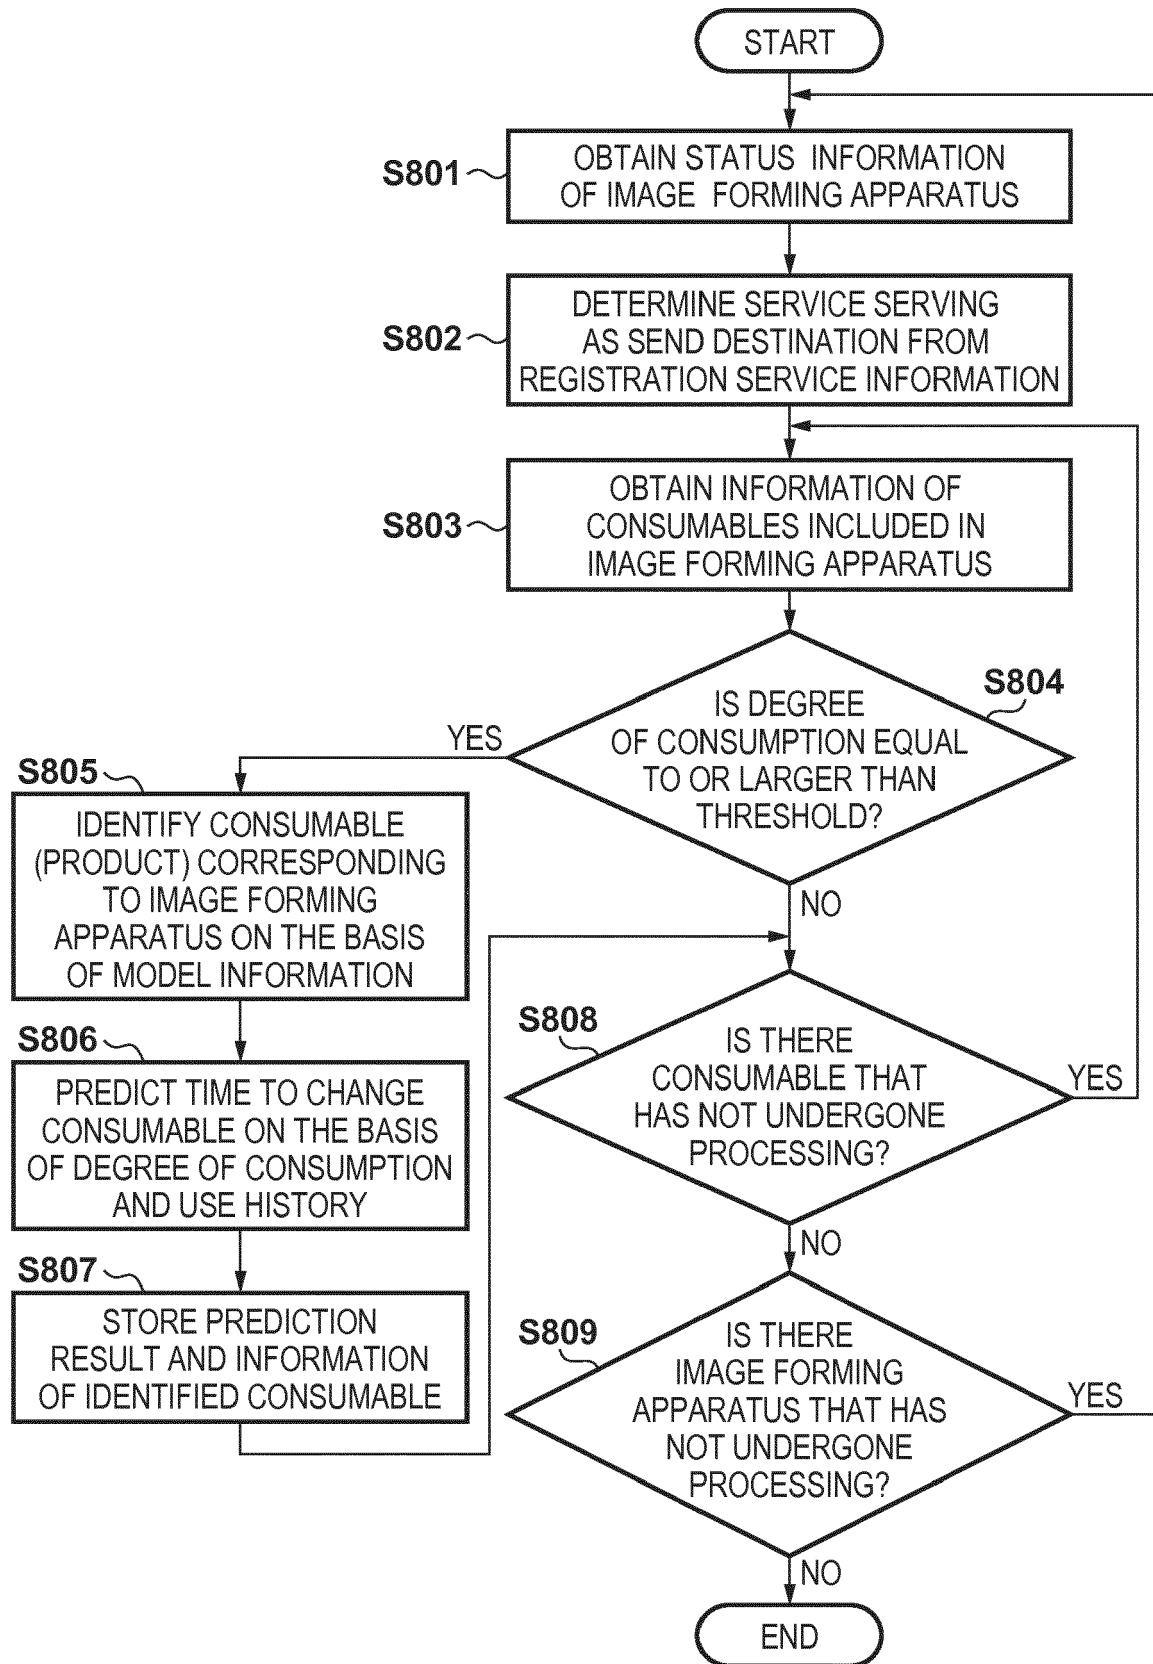 START
S801
OBTAIN STATUS INFORMATION
OF IMAGE FORMING APPARATUS
S802
DETERMINE SERVICE SERVING
AS SEND DESTINATION FROM
REGISTRATION SERVICE INFORMATION
S803
OBTAIN INFORMATION OF
CONSUMABLES INCLUDED IN
IMAGE FORMING APPARATUS
S804
IS DEGREE
OF CONSUMPTION EQUAL
TO OR LARGER THAN
THRESHOLD?
YES
NO
S805
IDENTIFY CONSUMABLE
(PRODUCT) CORRESPONDING
TO IMAGE FORMING
APPARATUS ON THE BASIS
OF MODEL INFORMATION
S806
PREDICT TIME TO CHANGE
CONSUMABLE ON THE BASIS
OF DEGREE OF CONSUMPTION
AND USE HISTORY
S807
STORE PREDICTION
RESULT AND INFORMATION
OF IDENTIFIED CONSUMABLE
S808
IS THERE
CONSUMABLE THAT
HAS NOT UNDERGONE
PROCESSING?
YES
NO
S809
IS THERE
IMAGE FORMING
APPARATUS THAT HAS
NOT UNDERGONE
PROCESSING?
YES
NO
END